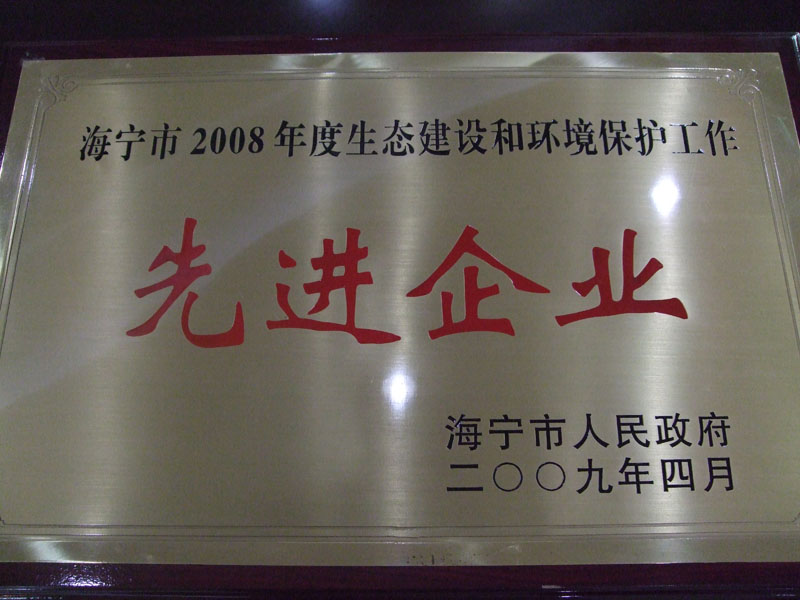 海宁市2008年度生态建设和环境保护工作
先进企业
海宁市人民政府
二〇〇九年四月